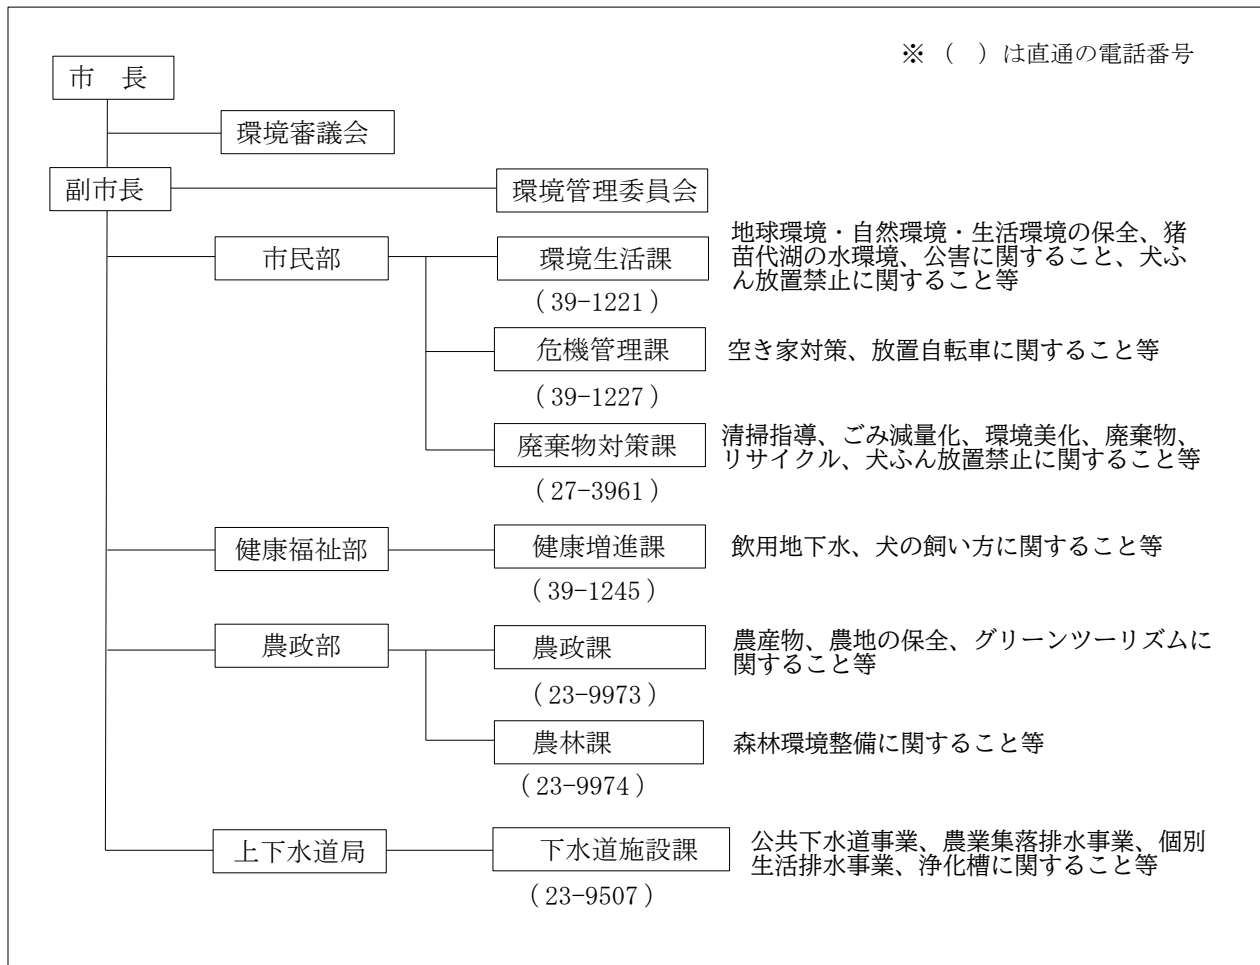 ※（　）は直通の電話番号
市　長
環境審議会
副市長
環境管理委員会
市民部
環境生活課
（39−1221）
地球環境・自然環境・生活環境の保全、猪
苗代湖の水環境、公害に関すること、犬ふ
ん放置禁止に関すること等
危機管理課
（39−1227）
空き家対策、放置自転車に関すること等
廃棄物対策課
（27−3961）
清掃指導、ごみ減量化、環境美化、廃棄物、
リサイクル、犬ふん放置禁止に関すること等
健康福祉部
健康増進課
（39−1245）
飲用地下水、犬の飼い方に関すること等
農政部
農政課
（23−9973）
農産物、農地の保全、グリーンツーリズムに
関すること等
農林課
（23−9974）
森林環境整備に関すること等
上下水道局
下水道施設課
（23−9507）
公共下水道事業、農業集落排水事業、個別
生活排水事業、浄化槽に関すること等